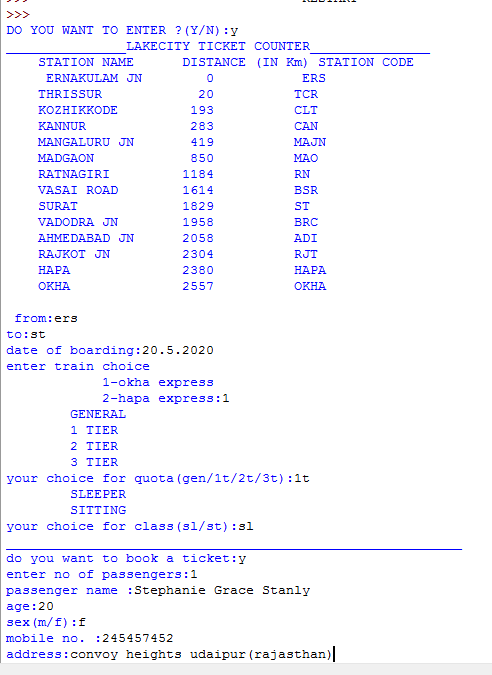 RESTART
>>>
DO YOU WANT TO ENTER ?(Y/N):y
________________LAKECITY TICKET COUNTER________________
STATION NAME DISTANCE (IN Km) STATION CODE
ERNAKULAM JN 0 ERS
THRISSUR 20 TCR
KOZHIKKODE 193 CLT
KANNUR 283 CAN
MANGALURU JN 419 MAJN
MADGAON 850 MAO
RATNAGIRI 1184 RN
VASAI ROAD 1614 BSR
SURAT 1829 ST
VADODRA JN 1958 BRC
AHMEDABAD JN 2058 ADI
RAJKOT JN 2304 RJT
HAPA 2380 HAPA
OKHA 2557 OKHA
from:ers
to:st
date of boarding:20.5.2020
enter train choice
1-okha express
2-hapa express:1
GENERAL
1 TIER
2 TIER
3 TIER
your choice for quota(gen/1t/2t/3t):1t
SLEEPER
SITTING
your choice for class(sl/st):sl
do you want to book a ticket:y
enter no of passengers:1
passenger name :Stephanie Grace Stanly
age:20
sex(m/f):f
mobile no. :245457452
address:convoy heights udaipur(rajasthan)